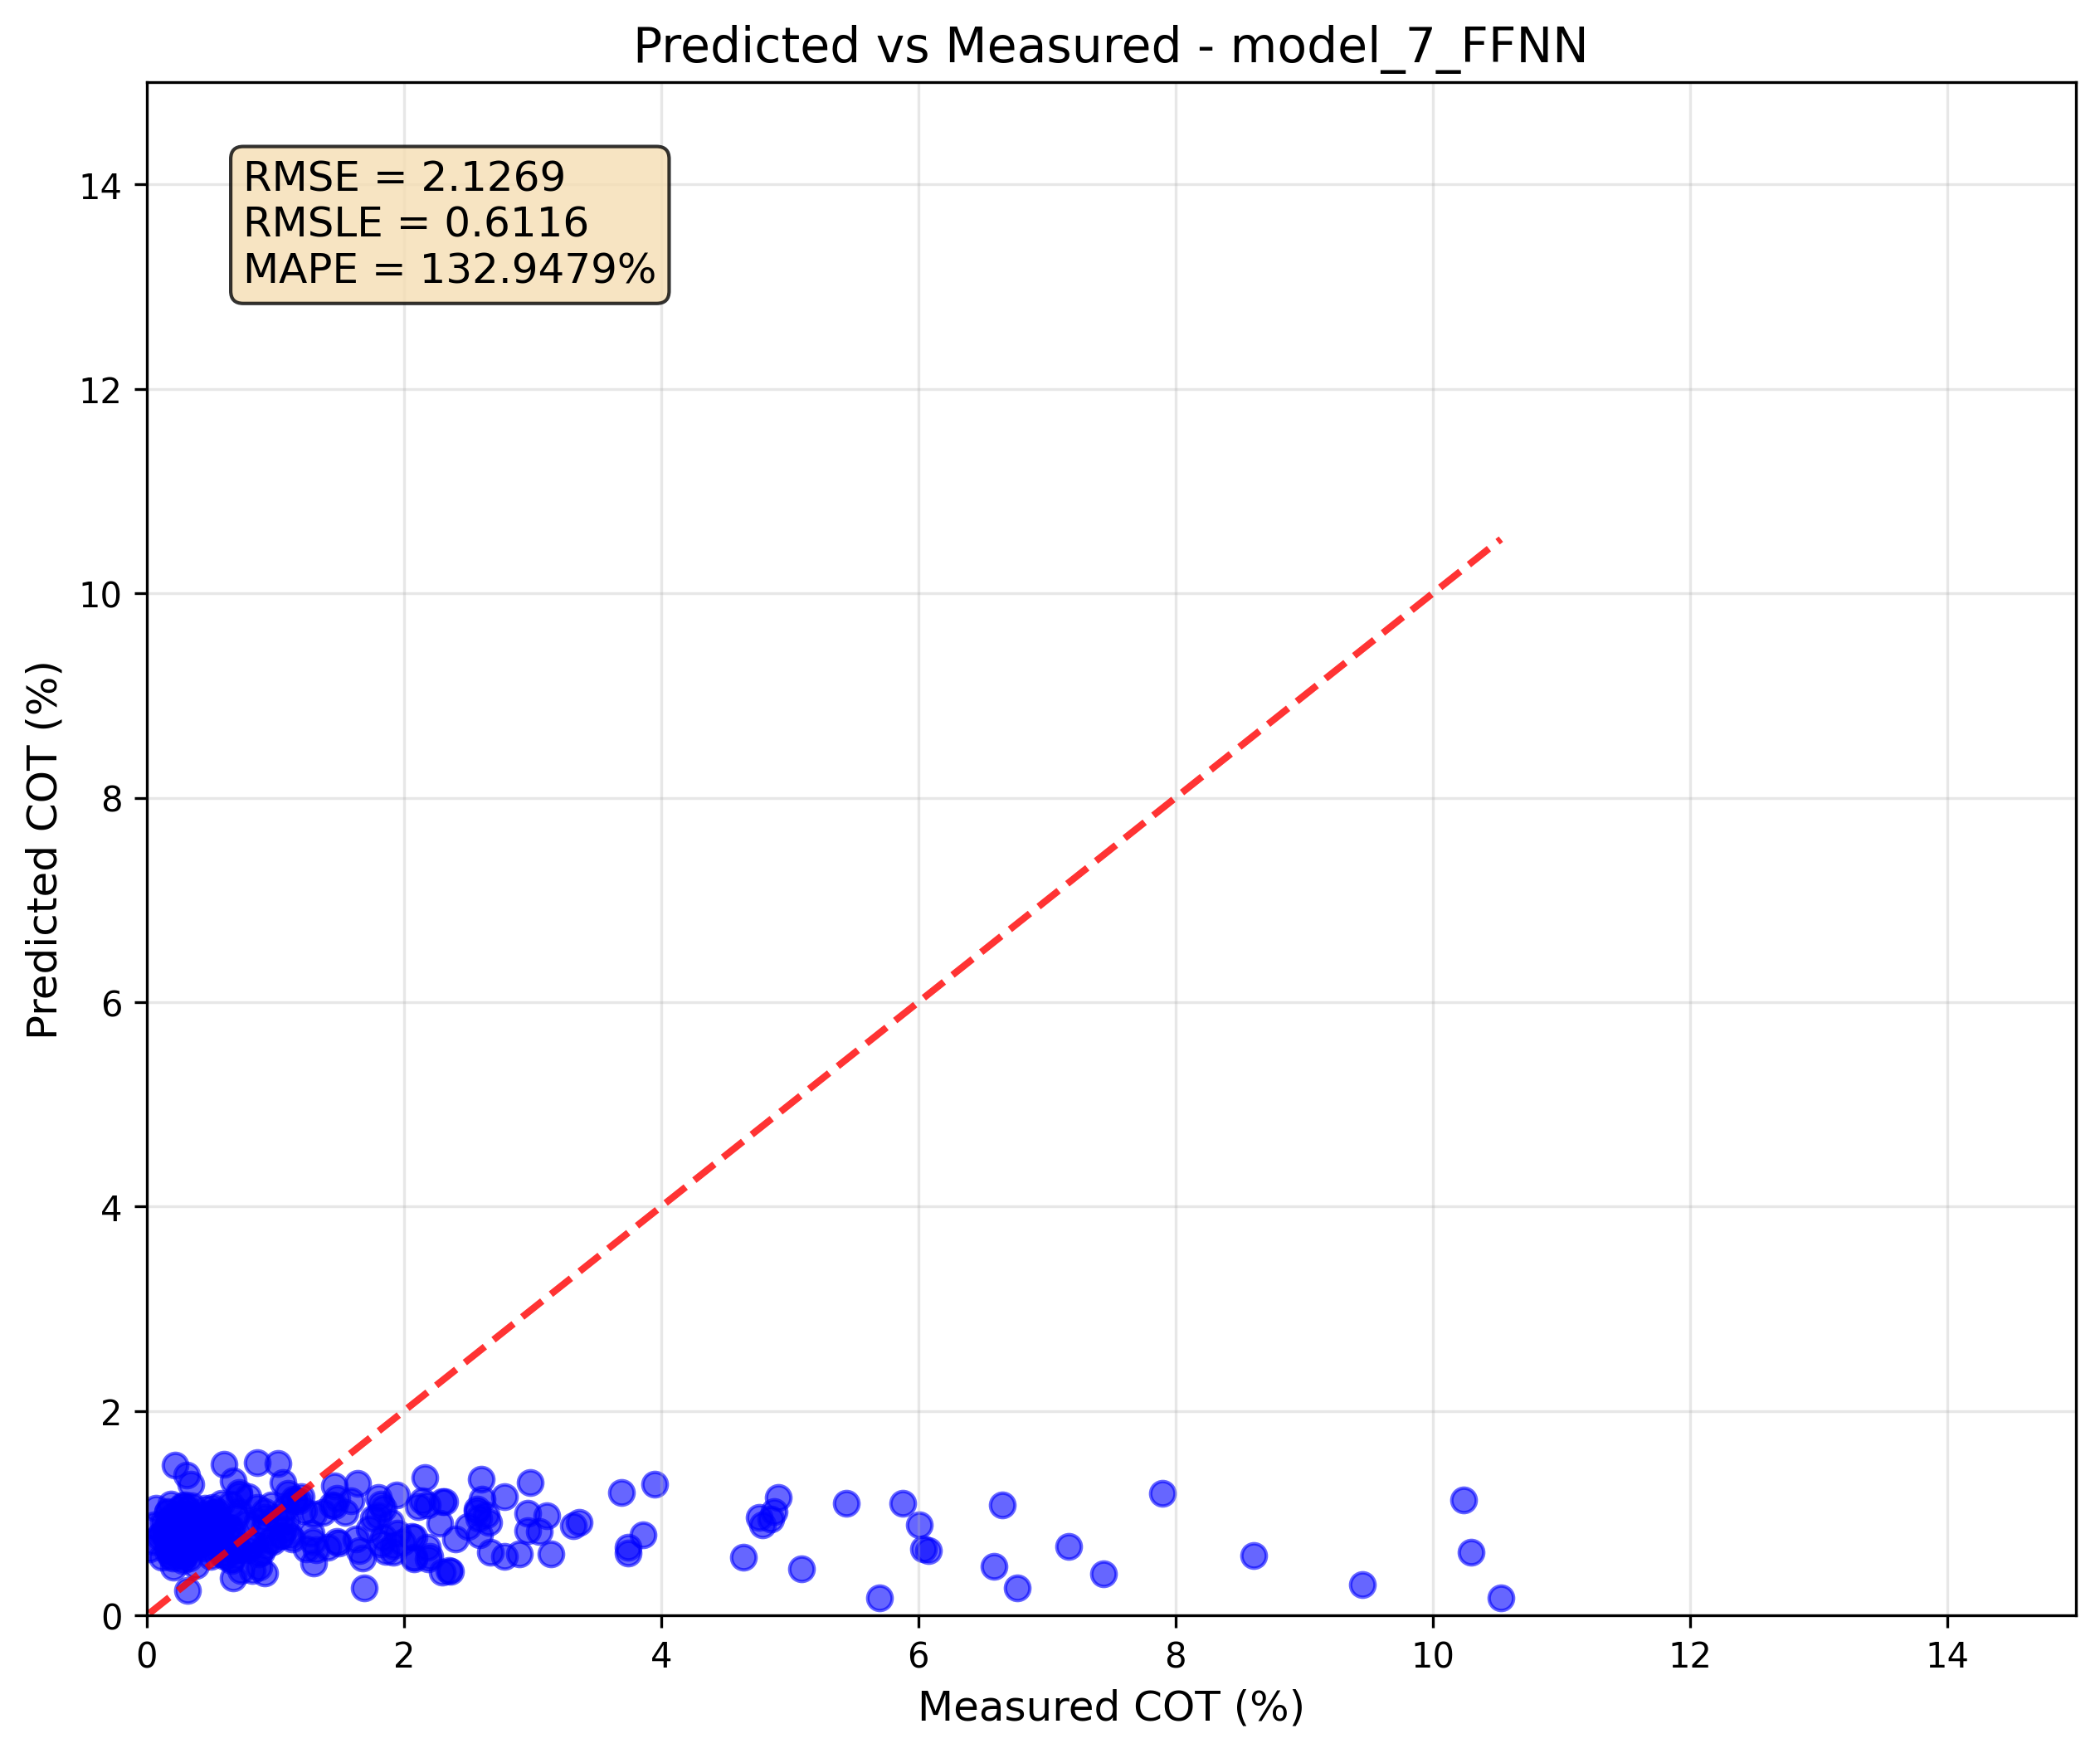 Predicted vs Measured - model_7_FFNN
RMSE = 2.1269
RMSLE = 0.6116
MAPE = 132.9479%
Predicted COT (%)
14
12
10
8
6
4
2
0
0 2 4 6 8 10 12 14
Measured COT (%)